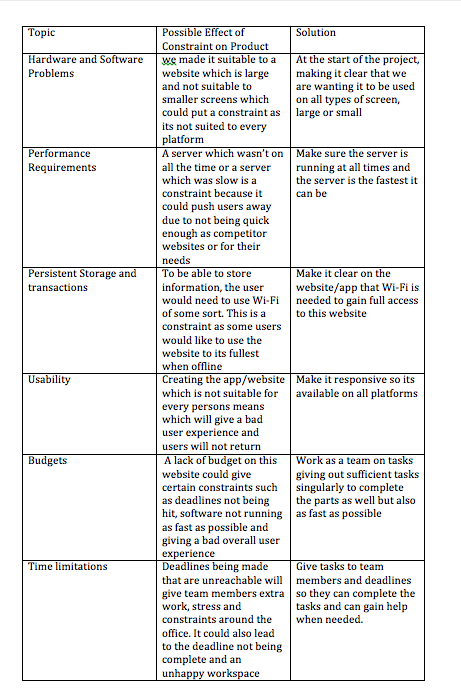 Topic
Possible Effect of
Constraint on Product
Solution
Hardware and Software
Problems
we made it suitable to a
website which is large
and not suitable to
smaller screens which
could put a constraint as
its not suited to every
platform
At the start of the project,
making it clear that we
are wanting it to be used
on all types of screen,
large or small
Performance
Requirements
A server which wasn't on
all the time or a server
which was slow is a
constraint because it
could push users away
due to not being quick
enough as competitor
websites or for their
needs
Make sure the server is
running at all times and
the server is the fastest it
can be
Persistent Storage and
transactions
To be able to store
information, the user
would need to use Wi-Fi
of some sort. This is a
constraint as some users
would like to use the
website to its fullest
when offline
Make it clear on the
website/app that Wi-Fi is
needed to gain full access
to this website
Usability
Creating the app/website
which is not suitable for
every persons means
which will give a bad
user experience and
users will not return
Make it responsive so its
available on all platforms
Budgets
A lack of budget on this
website could give
certain constraints such
as deadlines not being
hit, software not running
as fast as possible and
giving a bad overall user
experience
Work as a team on tasks
giving out sufficient tasks
singularly to complete
the parts as well but also
as fast as possible
Time limitations
Deadlines being made
that are unreachable will
give team members extra
work, stress and
constraints around the
office. It could also lead
to the deadline not being
complete and an
unhappy workspace
Give tasks to team
members and deadlines
so they can complete the
tasks and can gain help
when needed.